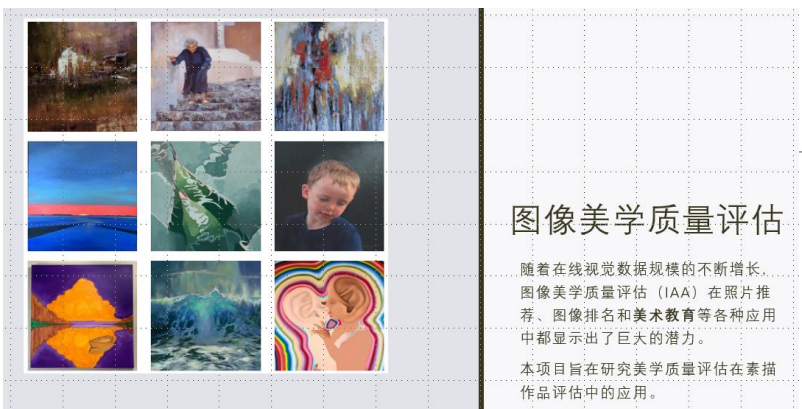 图像美学质量评估
随着在线视觉数据规模的不断增长，
图像美学质量评估（IAA）在照片推
荐、图像排名和美术教育等各种应用
中都显示出了巨大的潜力。
本项目旨在研究美学质量评估在素描
作品评估中的应用。